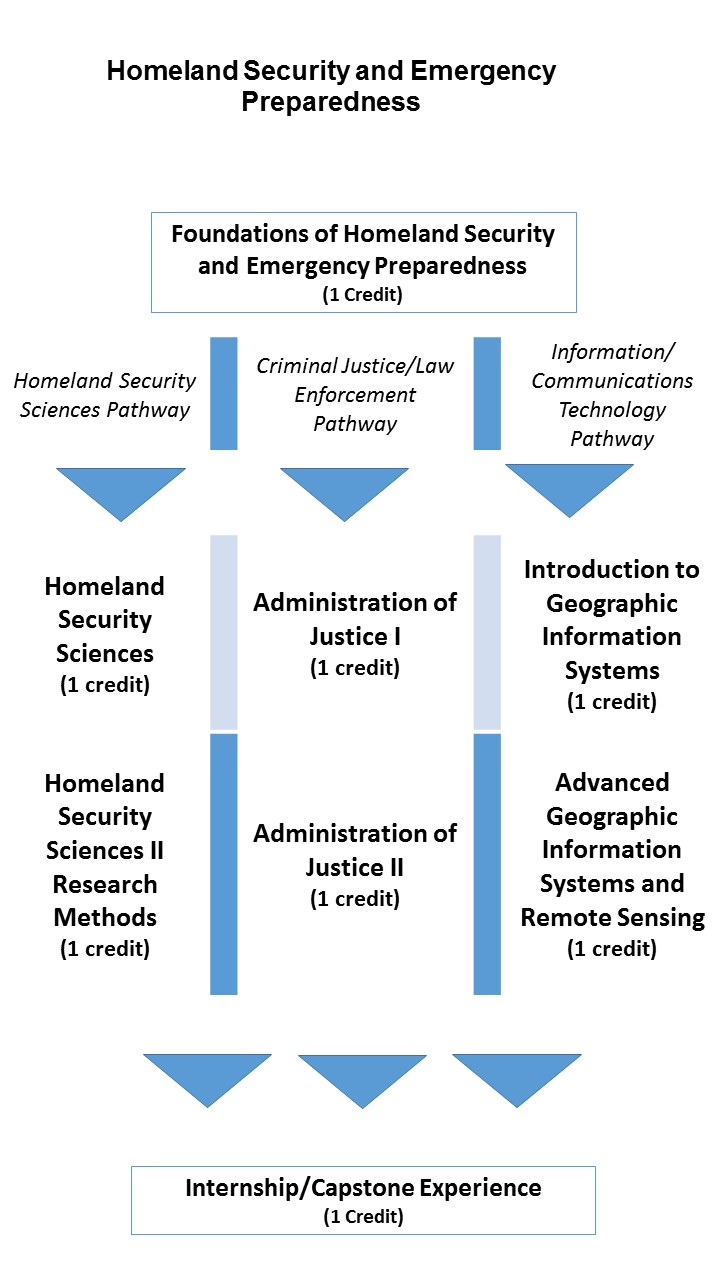 Homeland Security and Emergency
Preparedness
Foundations of Homeland Security
and Emergency Preparedness
(1 Credit)
Homeland Security
Sciences Pathway
Criminal Justice/Law
Enforcement
Pathway
Information/
Communications
Technology
Pathway
Homeland
Security
Sciences
(1 credit)
Administration of
Justice I
(1 credit)
Introduction to
Geographic
Information
Systems
(1 credit)
Homeland
Security
Sciences II
Research
Methods
(1 credit)
Administration of
Justice II
(1 credit)
Advanced
Geographic
Information
Systems and
Remote Sensing
(1 credit)
Internship/Capstone Experience
(1 Credit)